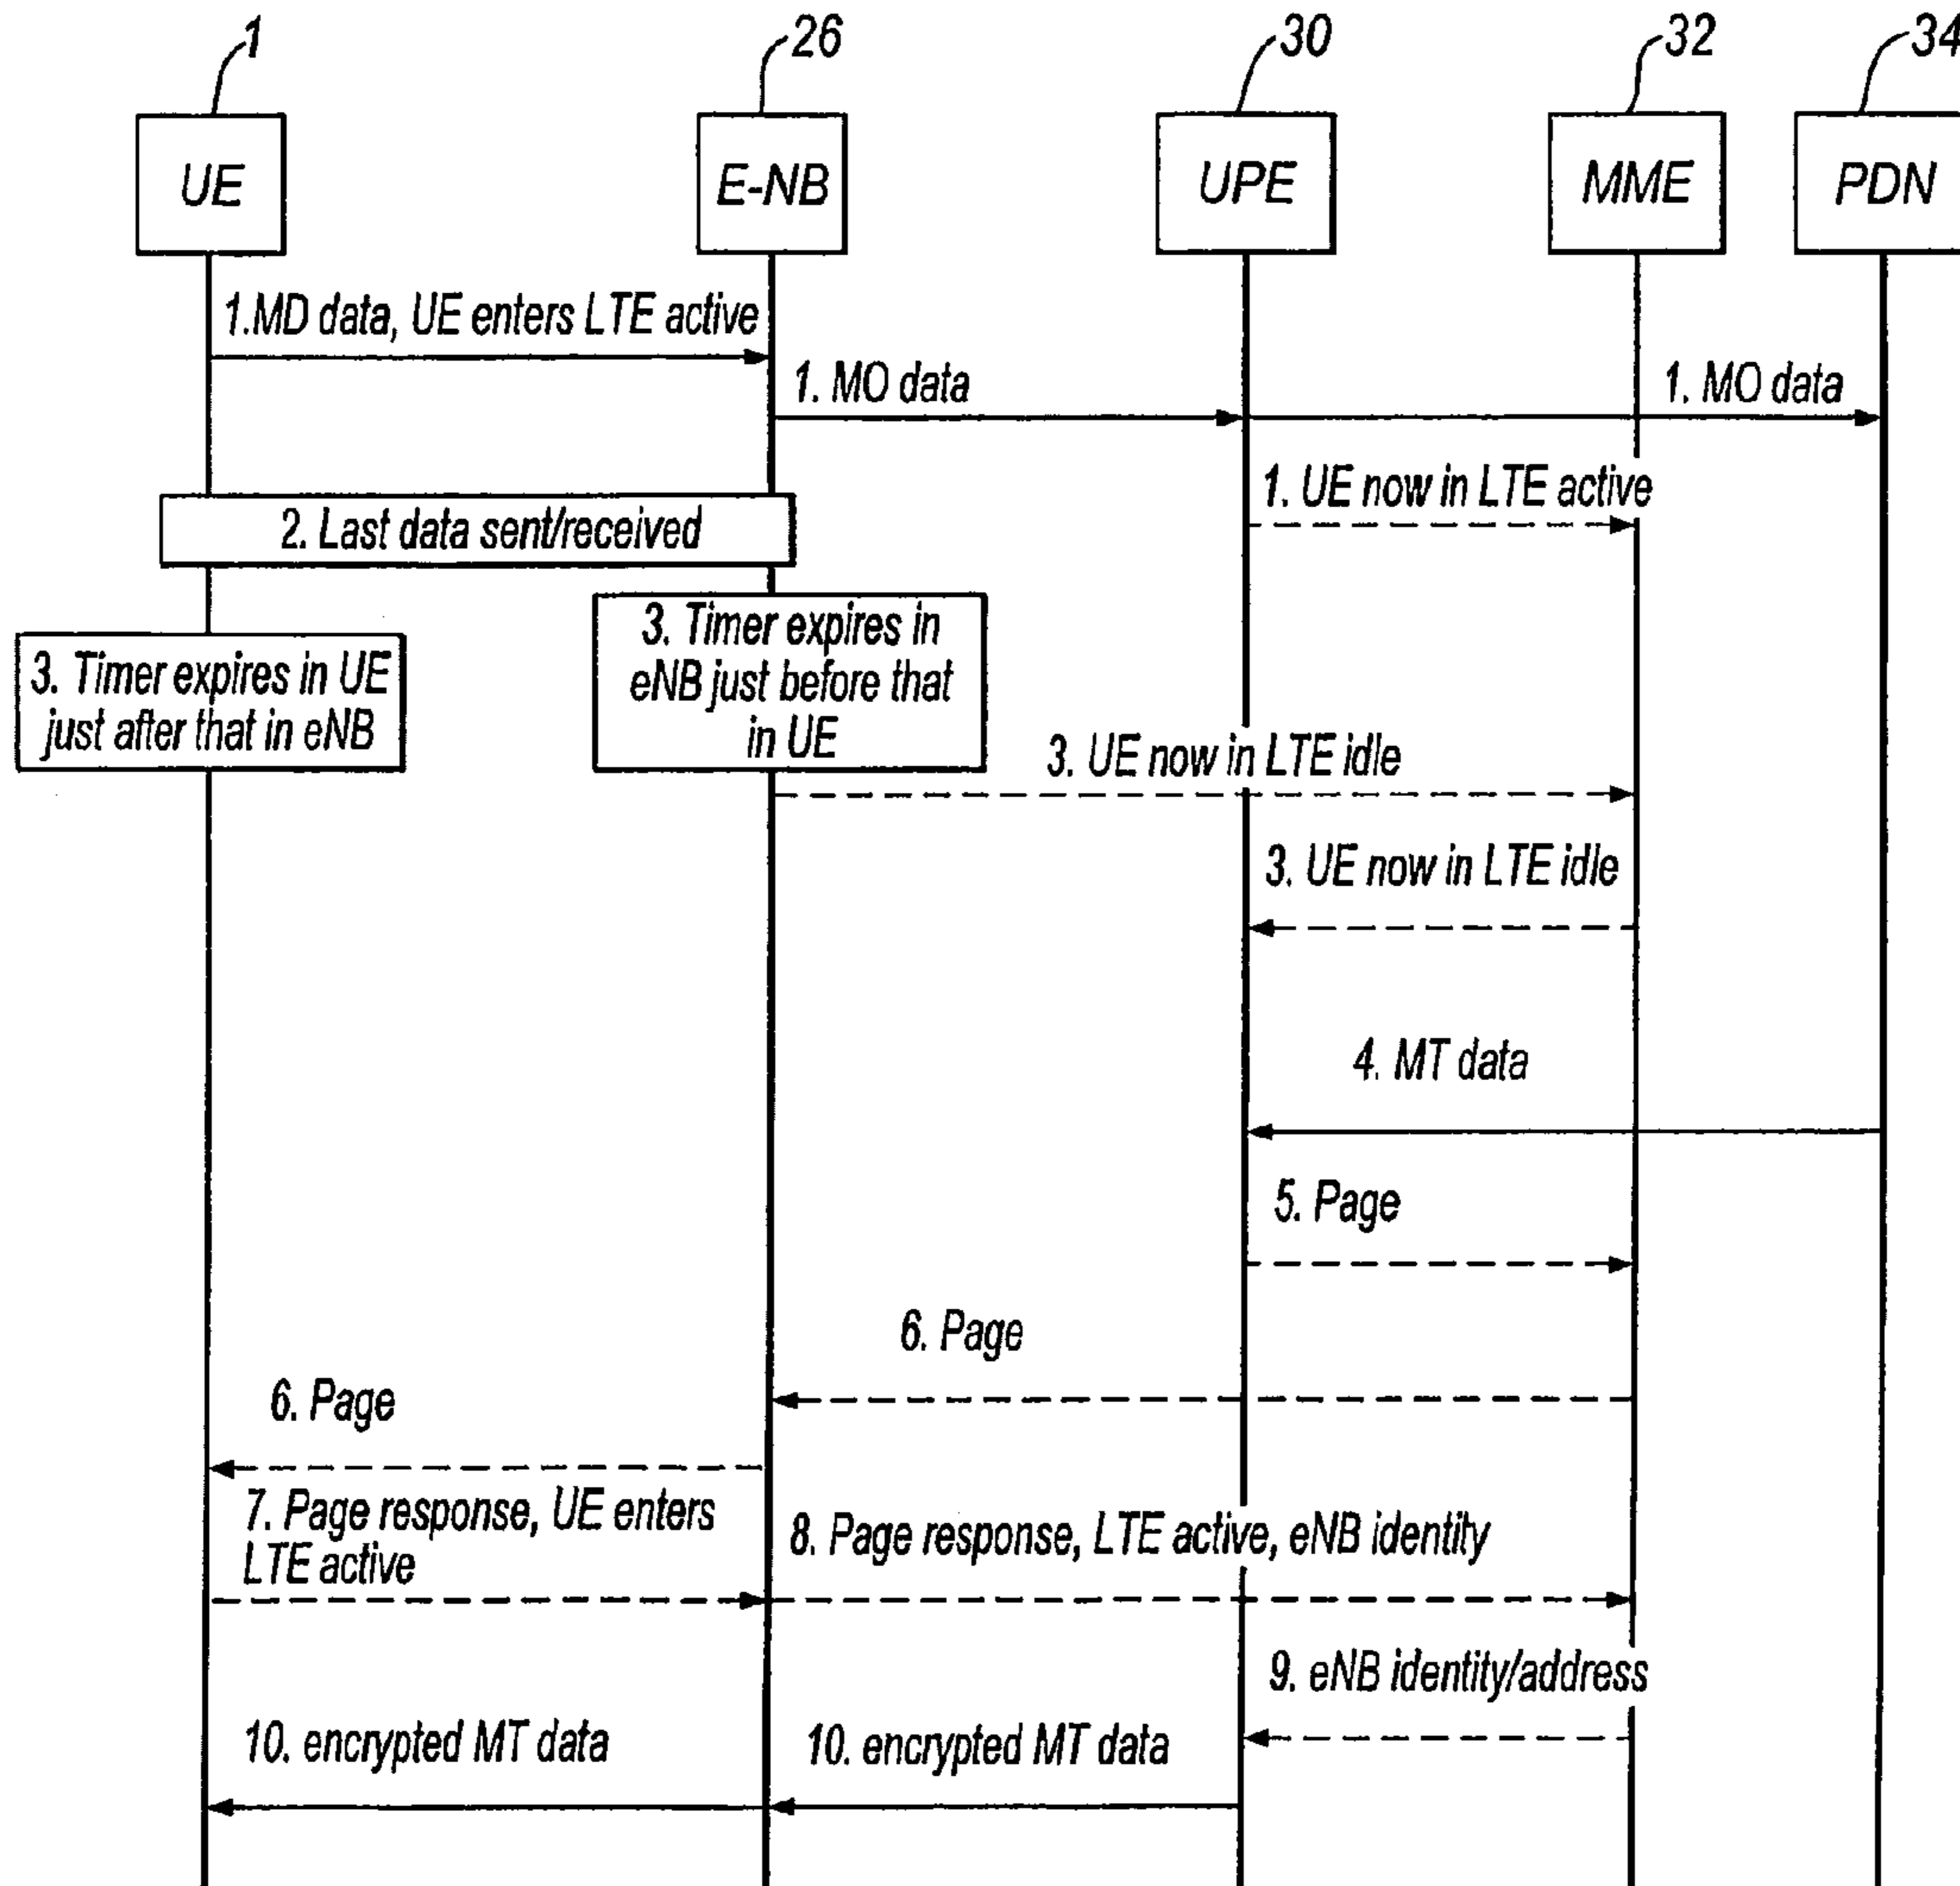 1
26
30
32
34
UE
E-NB
UPE
MME
PDN
1.MD data, UE enters LTE active
1. MO data
1. MO data
1. UE now in LTE active
2. Last data sent/received
3. Timer expires in
eNB just before that
in UE
3. Timer expires in UE
just after that in eNB
3. UE now in LTE idle
3. UE now in LTE idle
4. MT data
5. Page
6. Page
6. Page
7. Page response, UE enters
LTE active
8. Page response, LTE active, eNB identity
9. eNB identity/address
10. encrypted MT data
10. encrypted MT data